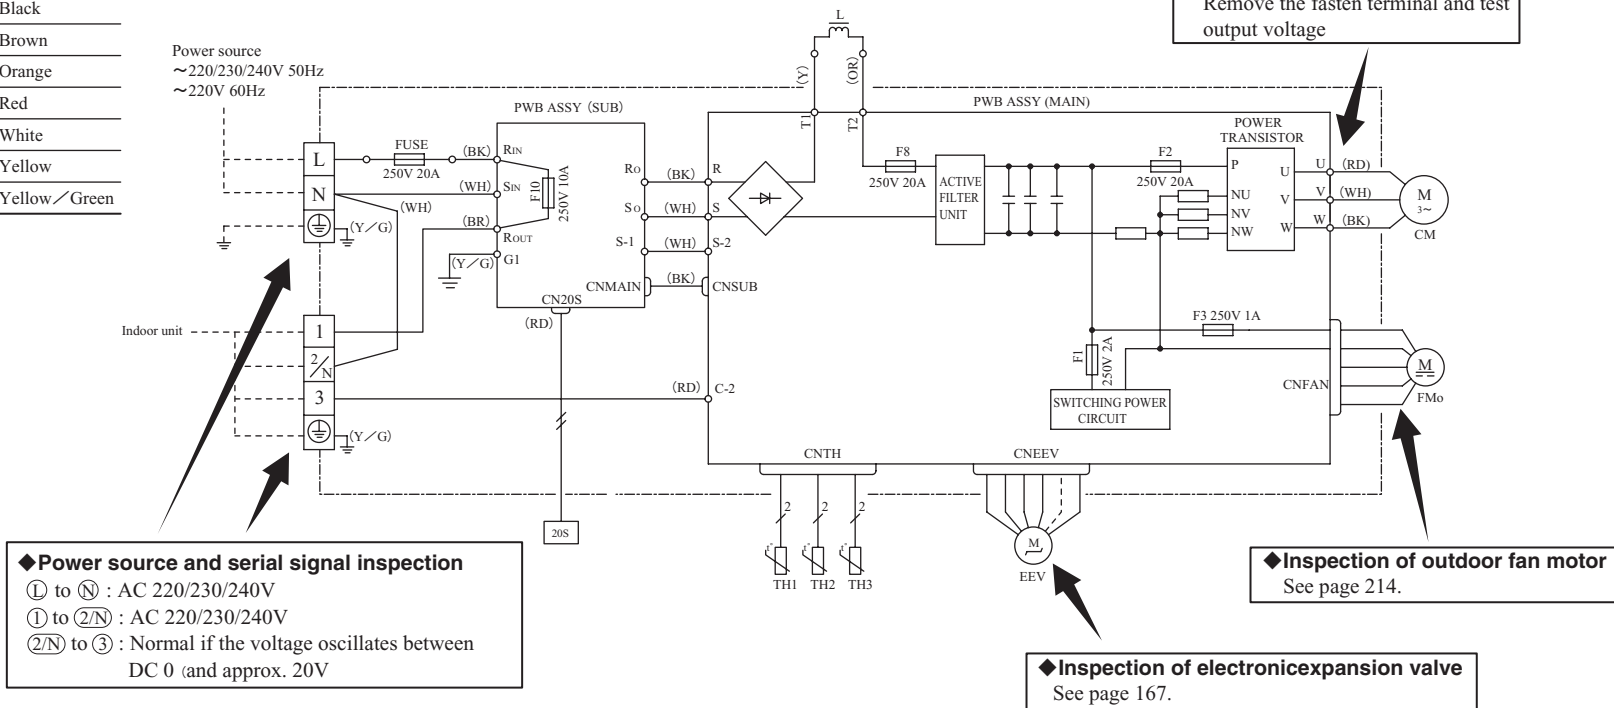 Black
Brown
Orange
Red
White
Yellow
Yellow／Green
Power source
～220/230/240V 50Hz
～220V 60Hz
Remove the fasten terminal and test
output voltage
L
(Y)
(OR)
PWB ASSY (SUB)
PWB ASSY (MAIN)
T1
T2
POWER
TRANSISTOR
L
FUSE
250V 20A
(BK)
RIN
F10
250V 10A
RO
(BK)
R
F8
250V 20A
ACTIVE
FILTER
UNIT
F2
250V 20A
P
U
U
(RD)
N
(WH)
SIN
(WH)
SO
(WH)
S
NU
NV
NW
V
V
(WH)
W
W
(BK)
M
3～
CM
(Y／G)
(BR)
ROUT
S-1
(WH)
S-2
(Y／G)
G1
CNMAIN
(BK)
CNSUB
CN20S
(RD)
Indoor unit
1
2/N
3
(Y／G)
(RD)
C-2
F3 250V 1A
F1
250V 2A
SWITCHING POWER
CIRCUIT
CNFAN
M
FMo
CNTH
CNEEV
20S
2
2
2
t°
t°
t°
TH1
TH2
TH3
M
EEV
◆Power source and serial signal inspection
Ⓛ to Ⓝ : AC 220/230/240V
① to (2/N) : AC 220/230/240V
(2/N) to ③ : Normal if the voltage oscillates between
DC 0 (and approx. 20V
◆Inspection of outdoor fan motor
See page 214.
◆Inspection of electronicexpansion valve
See page 167.